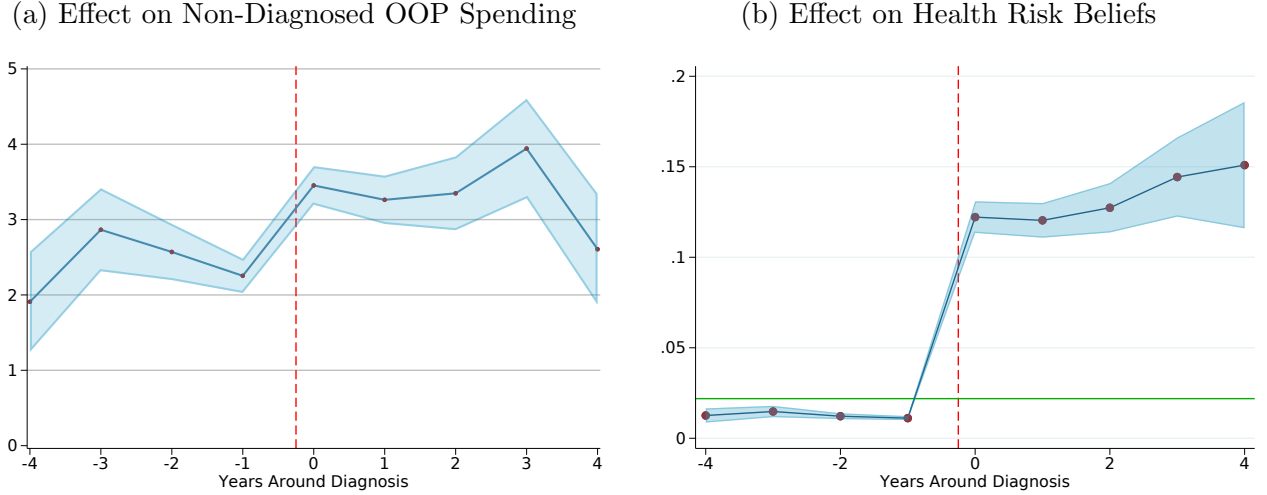 (a) Effect on Non-Diagnosed OOP Spending
5
4
3
2
1
0
-4 -3 -2 -1 0 1 2 3 4
Years Around Diagnosis
(b) Effect on Health Risk Beliefs
.2
.15
.1
.05
0
-4 -2 0 2 4
Years Around Diagnosis